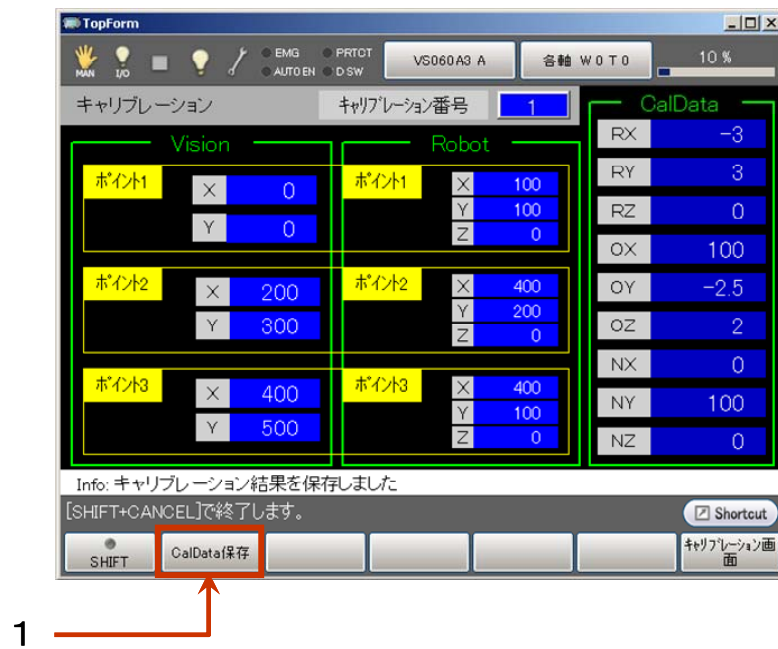 TopForm
MAN I/O EMG AUTO EN PRTCT D SW VS060A3 A 各軸 W 0 T 0 10 %
キャリブレーション キャリブレーション番号 1
CalData
RX -3
RY 3
RZ 0
OX 100
OY -2.5
OZ 2
NX 0
NY 100
NZ 0
Vision
ポイント1
X 0
Y 0
ポイント2
X 200
Y 300
ポイント3
X 400
Y 500
Robot
ポイント1
X 100
Y 100
Z 0
ポイント2
X 400
Y 200
Z 0
ポイント3
X 400
Y 100
Z 0
Info: キャリブレーション結果を保存しました
[SHIFT+CANCEL]で終了します。
Shortcut
SHIFT CalData保存 キャリブレーション画
面
1